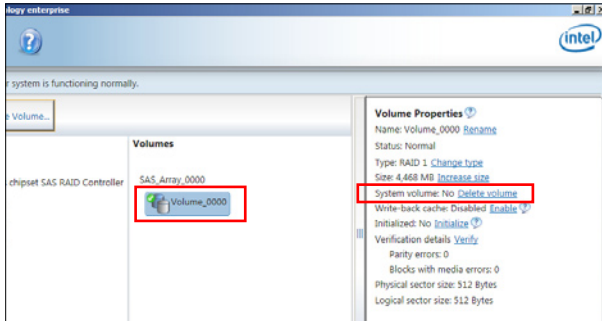 ology enterprise
intel
r system is functioning normally.
e Volume...
Volumes
chipset SAS RAID Controller
SAS_Array_0000
Volume_0000
Volume Properties
Name: Volume_0000 Rename
Status: Normal
Type: RAID 1 Change type
Size: 4,468 MB Increase size
System volume: No Delete volume
Write-back cache: Disabled Enable
Initialized: No Initialize
Verification details Verify
Parity errors: 0
Blocks with media errors: 0
Physical sector size: 512 Bytes
Logical sector size: 512 Bytes